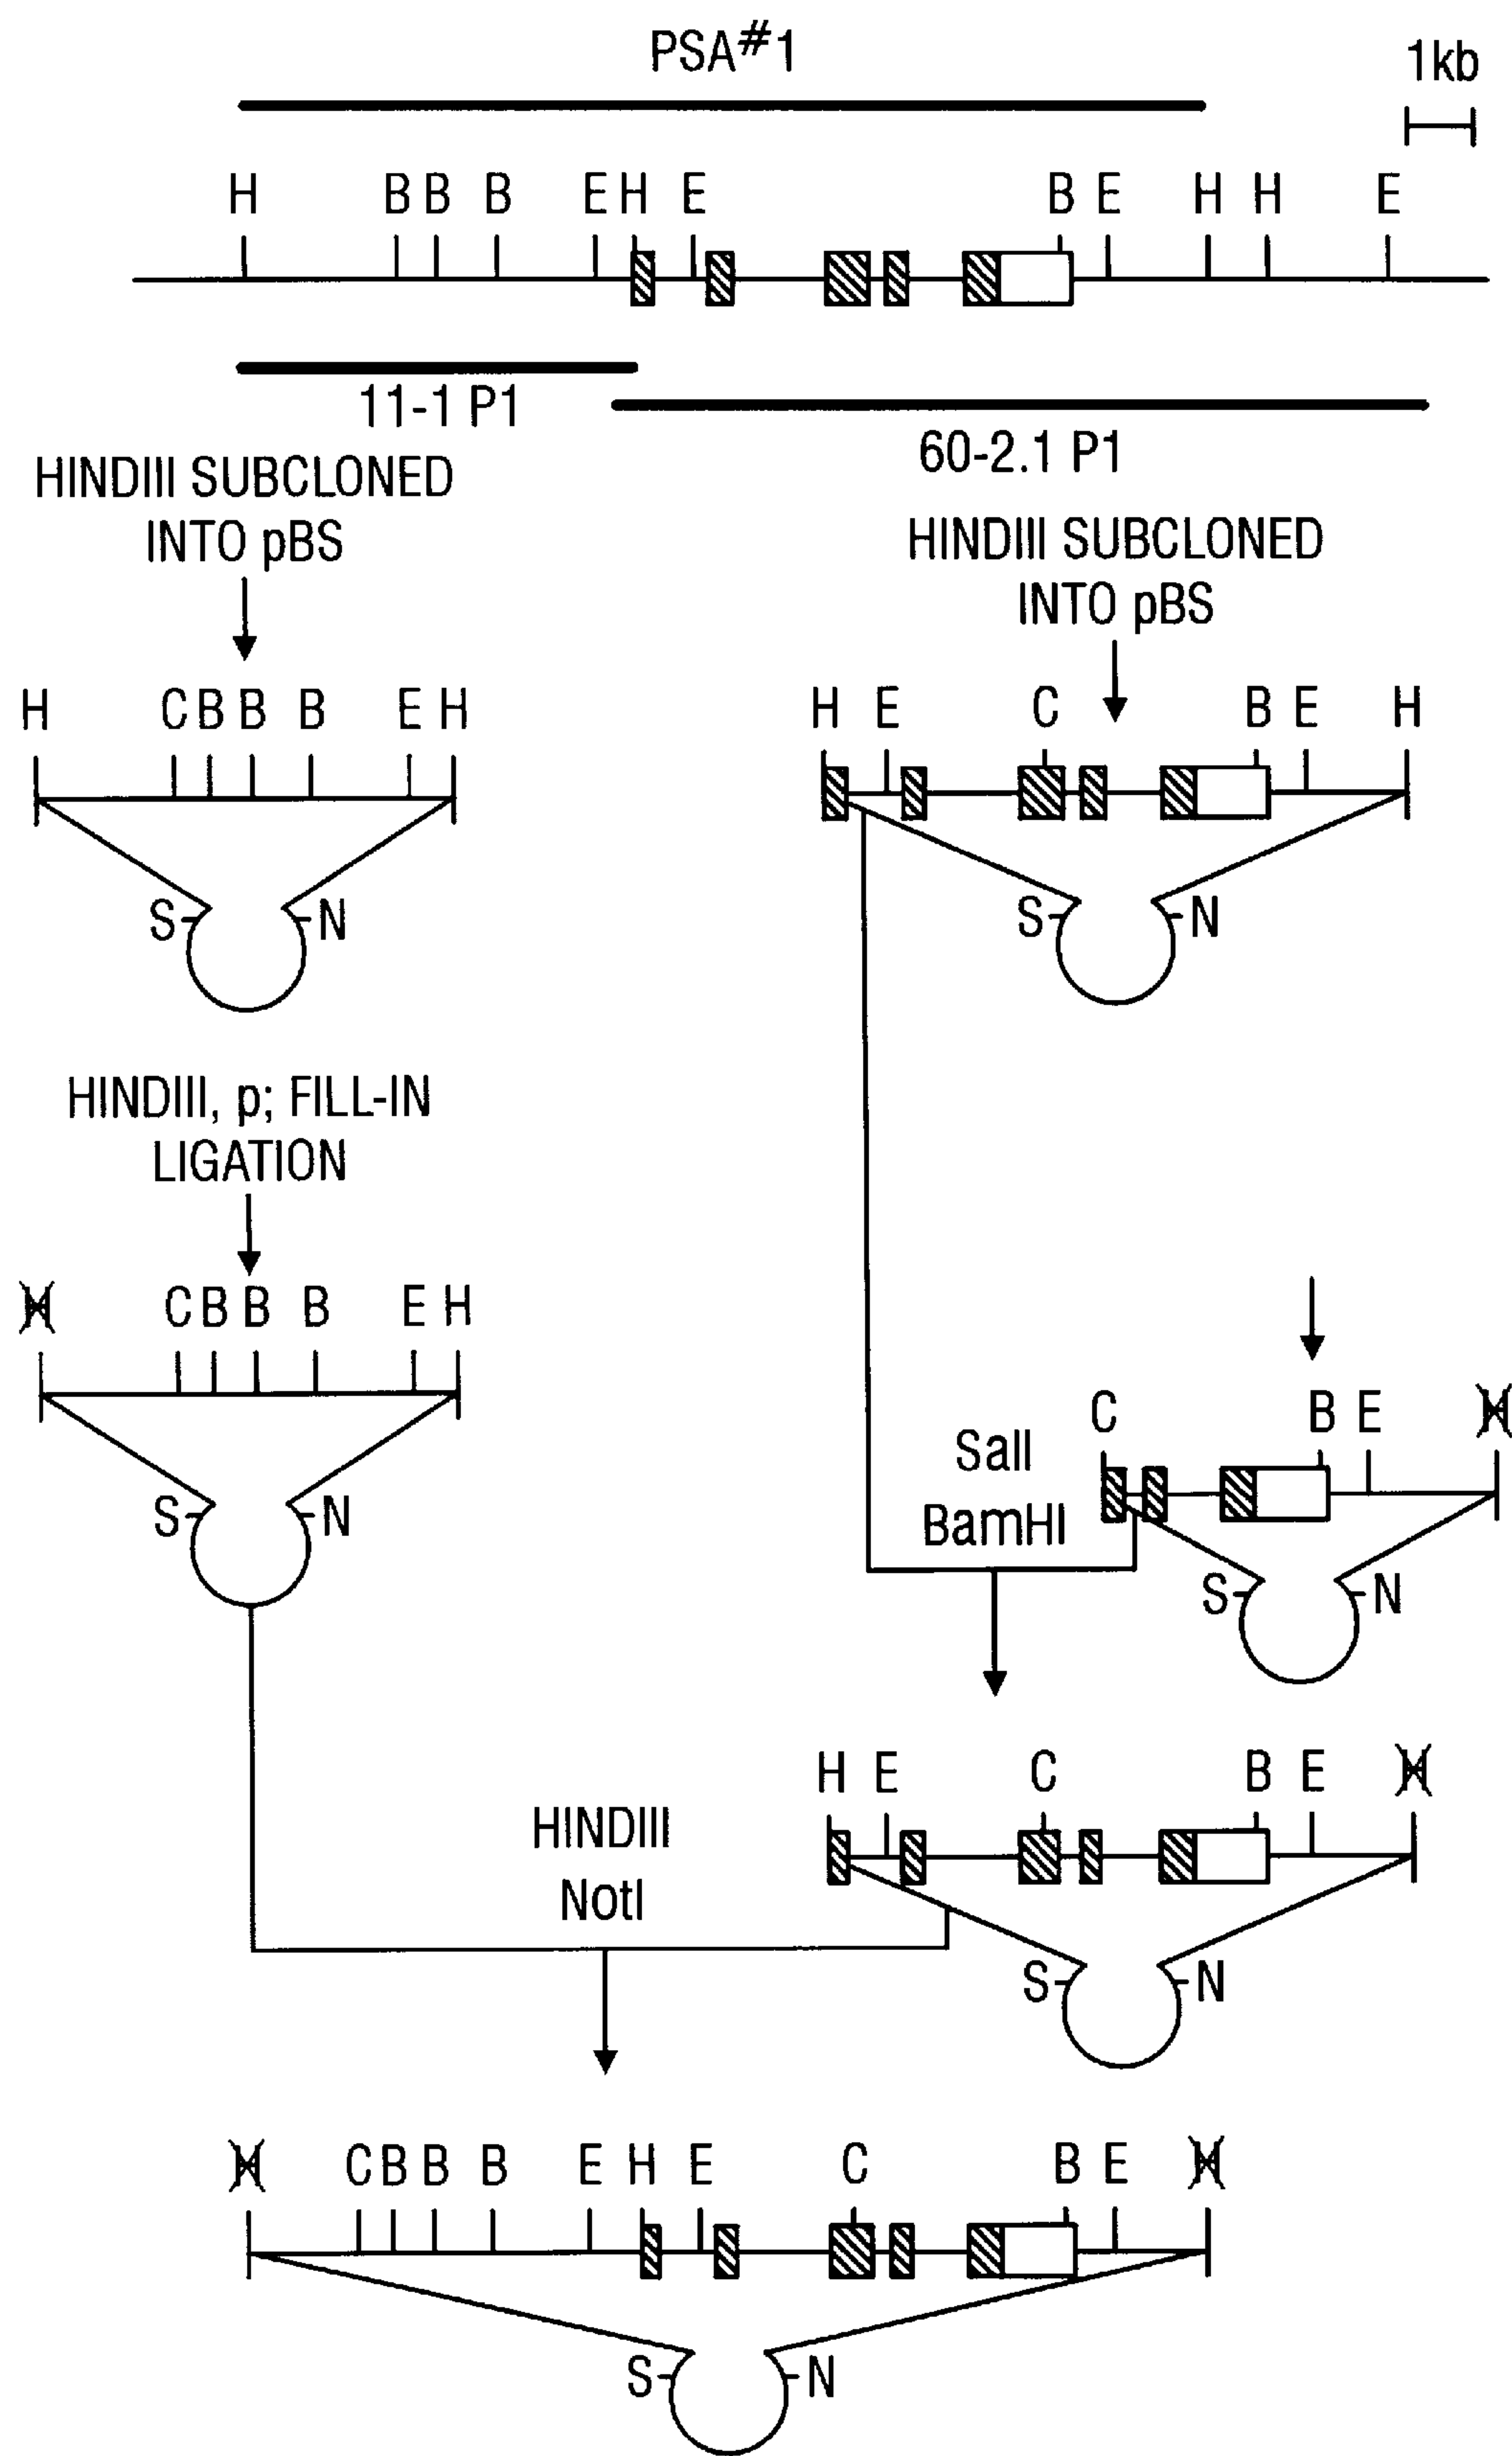 PSA#1
1kb
H B B B E H E B E H H E
11-1 P1
60-2.1 P1
HINDIII SUBCLONED
INTO pBS
HINDIII SUBCLONED
INTO pBS
H C B B B E H
H E C B E H
S N
S N
HINDIII, p; FILL-IN
LIGATION
H C B B B E H
C B E H
SalI
BamHI
S N
S N
H E C B E H
HINDIII
NotI
S N
H C B B B E H E C B E H
S N